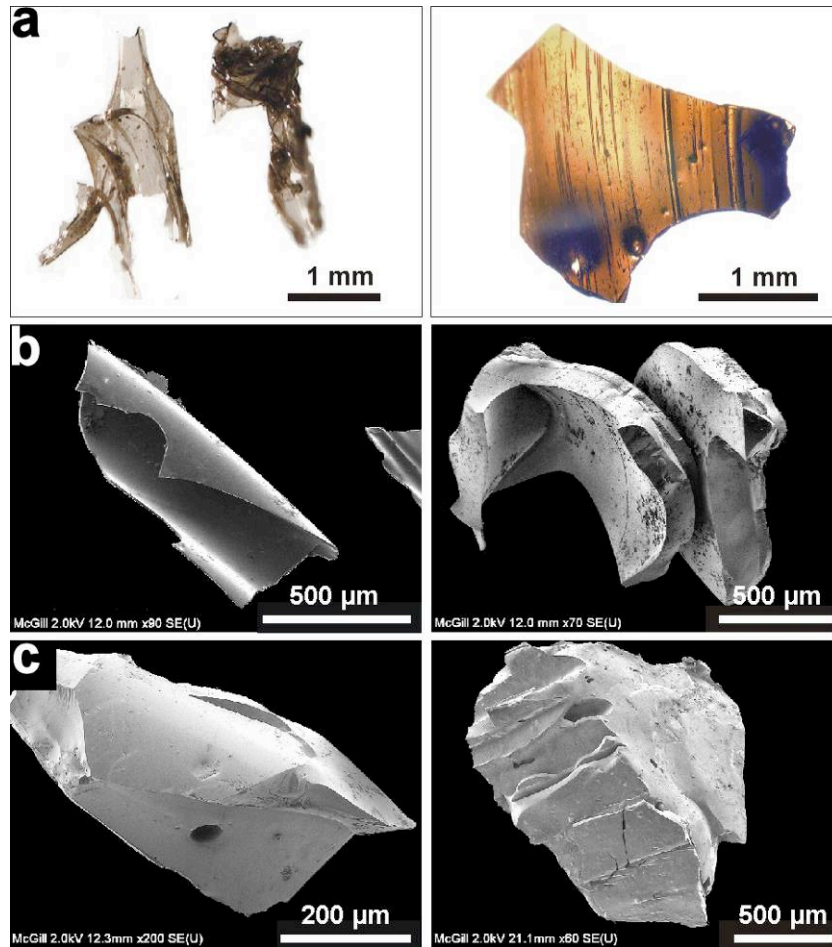 a
1 mm
1 mm
b
500 µm
McGill 2.0kV 12.0 mm x90 SE(U)
500 µm
McGill 2.0kV 12.0 mm x70 SE(U)
c
200 µm
McGill 2.0kV 12.3mm x200 SE(U)
500 µm
McGill 2.0kV 21.1mm x60 SE(U)